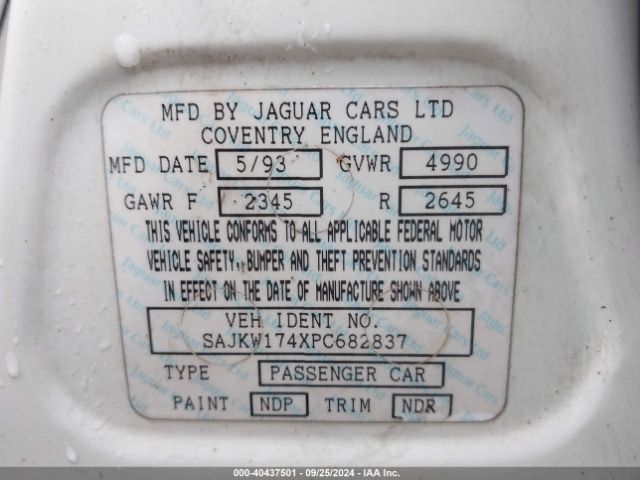 MFD BY JAGUAR CARS LTD
COVENTRY ENGLAND
MFD DATE 5/93 GVWR 4990
GAWR F 2345 R 2645
THIS VEHICLE CONFORMS TO ALL APPLICABLE FEDERAL MOTOR
VEHICLE SAFETY, BUMPER AND THEFT PREVENTION STANDARDS
IN EFFECT ON THE DATE OF MANUFACTURE SHOWN ABOVE
VEH IDENT NO.
SAJKW174XPC682837
TYPE PASSENGER CAR
PAINT NDP TRIM NDR
000-40437501 - 09/25/2024 - IAA Inc.